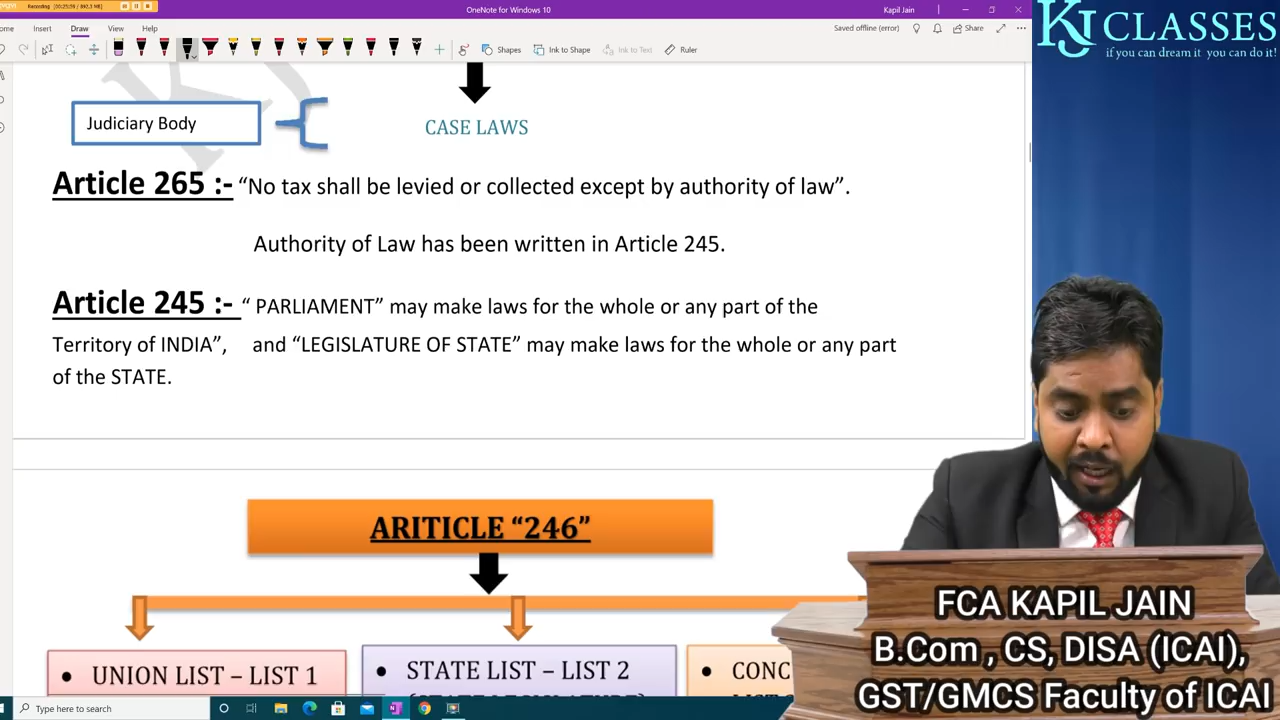 Recording
OneNote for Windows 10
Kapil Jain
Insert Draw View Help
Saved offline (error) Share
Shapes Ink to Shape Ink to Text Ruler
KJ CLASSES
if you can dream it you can do it!
Judiciary Body
CASE LAWS
Article 265 :- “No tax shall be levied or collected except by authority of law”.
Authority of Law has been written in Article 245.
Article 245 :- “ PARLIAMENT” may make laws for the whole or any part of the
Territory of INDIA”, and “LEGISLATURE OF STATE” may make laws for the whole or any part
of the STATE.
ARITICLE “246”
• UNION LIST – LIST 1
• STATE LIST – LIST 2
• CONC
FCA KAPIL JAIN
B.Com , CS, DISA (ICAI),
GST/GMCS Faculty of ICAI
Type here to search